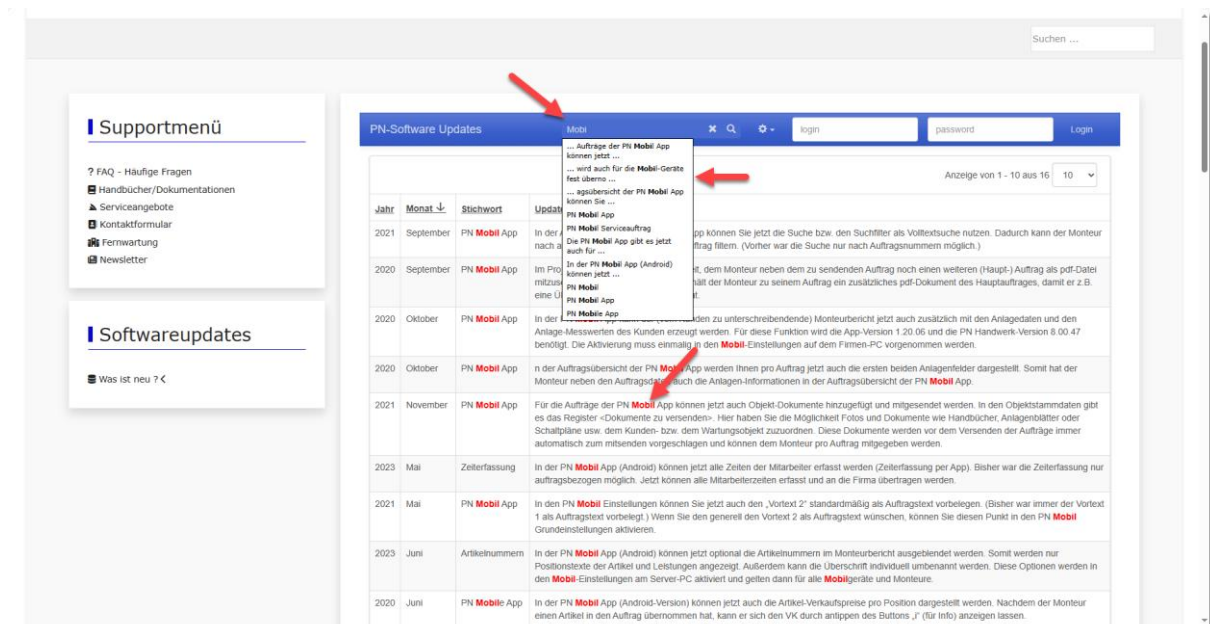 Suchen ...
Supportmenü
? FAQ - Häufige Fragen
Handbücher/Dokumentationen
Serviceangebote
Kontaktformular
Fernwartung
Newsletter
Softwareupdates
Was ist neu ?
PN-Software Updates
Mobi
login
password
Login
... Aufträge der PN Mobil App
können jetzt ...
... wird auch für die Mobil-Geräte
fest überno ...
... agsübersicht der PN Mobil App
können Sie ...
PN Mobil App
PN Mobil Serviceauftrag
Die PN Mobil App gibt es jetzt
auch für ...
In der PN Mobil App (Android)
können jetzt ...
PN Mobil
PN Mobil App
PN Mobile App
Anzeige von 1 - 10 aus 16
10
Jahr Monat Stichwort Update
2021 September PN Mobil App In der
pp können Sie jetzt die Suche bzw. den Suchfilter als Volltextsuche nutzen. Dadurch kann der Monteur
nach a
ftrag filtern. (Vorher war die Suche nur nach Auftragsnummern möglich.)
2020 September PN Mobil App Im Pro
eit, dem Monteur neben dem zu sendenden Auftrag noch einen weiteren (Haupt-) Auftrag als pdf-Datei
mitzus
hält der Monteur zu seinem Auftrag ein zusätzliches pdf-Dokument des Hauptauftrages, damit er z.B.
eine Ü
t.
2020 Oktober PN Mobil App In der
den zu unterschreibendende) Monteurbericht jetzt auch zusätzlich mit den Anlagedaten und den
Anlage-Messwerten des Kunden erzeugt werden. Für diese Funktion wird die App-Version 1.20.06 und die PN Handwerk-Version 8.00.47
benötigt. Die Aktivierung muss einmalig in den Mobil-Einstellungen auf dem Firmen-PC vorgenommen werden.
2020 Oktober PN Mobil App n der Auftragsübersicht der PN Mobil App werden Ihnen pro Auftrag jetzt auch die ersten beiden Anlagenfelder dargestellt. Somit hat der
Monteur neben den Auftragsdaten auch die Anlagen-Informationen in der Auftragsübersicht der PN Mobil App.
2021 November PN Mobil App Für die Aufträge der PN Mobil App können jetzt auch Objekt-Dokumente hinzugefügt und mitgesendet werden. In den Objektstammdaten gibt
es das Register <Dokumente zu versenden>. Hier haben Sie die Möglichkeit Fotos und Dokumente wie Handbücher, Anlagenblätter oder
Schaltpläne usw. dem Kunden- bzw. dem Wartungsobjekt zuzuordnen. Diese Dokumente werden vor dem Versenden der Aufträge immer
automatisch zum mitsenden vorgeschlagen und können dem Monteur pro Auftrag mitgegeben werden.
2023 Mai Zeiterfassung In der PN Mobil App (Android) können jetzt alle Zeiten der Mitarbeiter erfasst werden (Zeiterfassung per App). Bisher war die Zeiterfassung nur
auftragsbezogen möglich. Jetzt können alle Mitarbeiterzeiten erfasst und an die Firma übertragen werden.
2021 Mai PN Mobil App In den PN Mobil Einstellungen können Sie jetzt auch den „Vortext 2“ standardmäßig als Auftragstext vorbelegen. (Bisher war immer der Vortext
1 als Auftragstext vorbelegt.) Wenn Sie den generell den Vortext 2 als Auftragstext wünschen, können Sie diesen Punkt in den PN Mobil
Grundeinstellungen aktivieren.
2023 Juni Artikelnummern In der PN Mobil App (Android) können jetzt optional die Artikelnummern im Monteurbericht ausgeblendet werden. Somit werden nur
Positionstexte der Artikel und Leistungen angezeigt. Außerdem kann die Überschrift individuell umbenannt werden. Diese Optionen werden in
den Mobil-Einstellungen am Server-PC aktiviert und gelten dann für alle Mobilgeräte und Monteure.
2020 Juni PN Mobile App In der PN Mobil App (Android-Version) können jetzt auch die Artikel-Verkaufspreise pro Position dargestellt werden. Nachdem der Monteur
einen Artikel in den Auftrag übernommen hat, kann er sich den VK durch antippen des Buttons „i“ (für Info) anzeigen lassen.